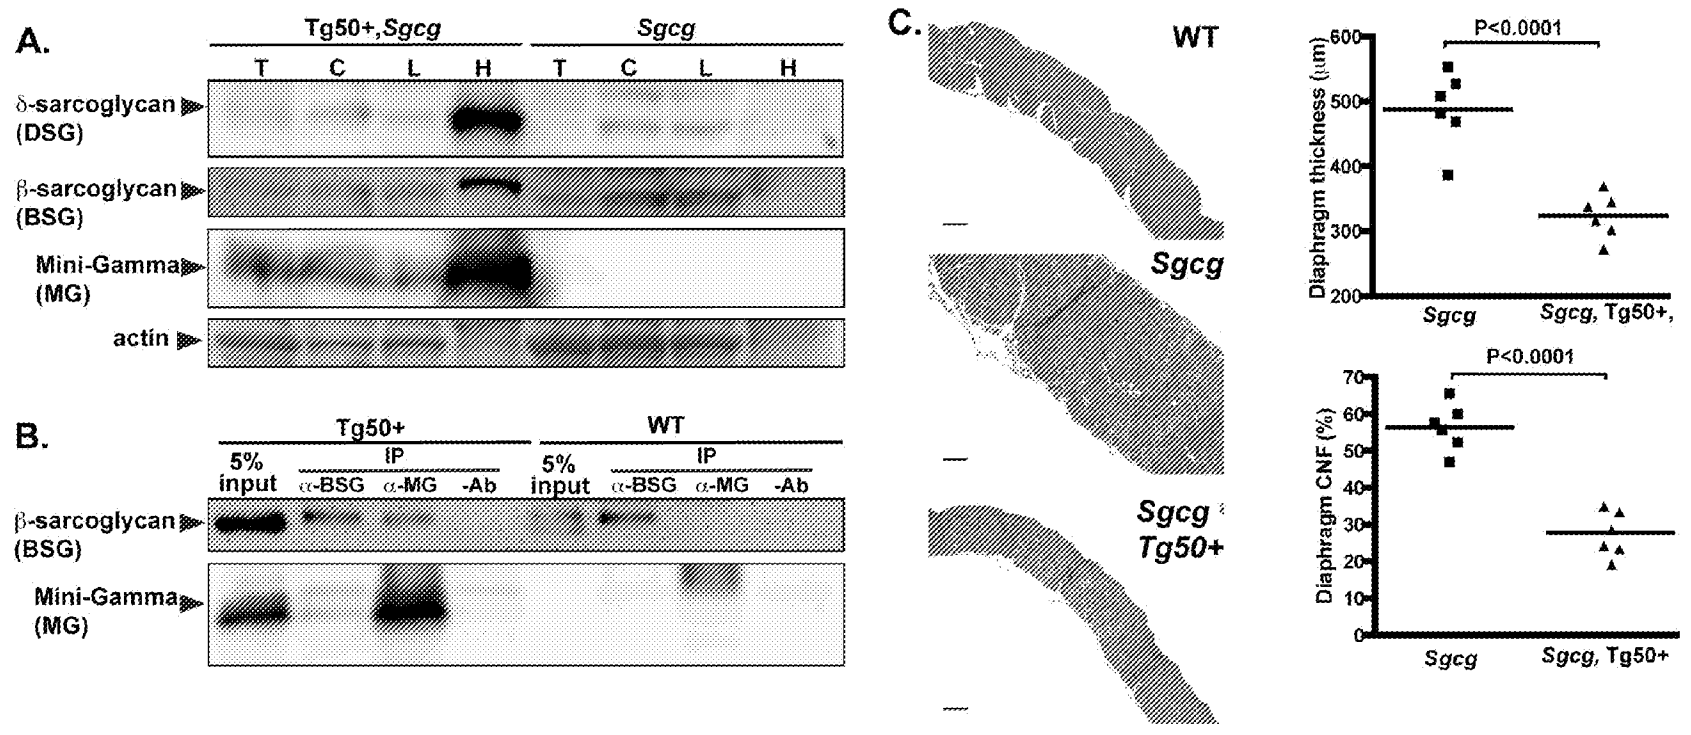 A.
Tg50+,Sgcg Sgcg
T C L H T C L H
δ-sarcoglycan
(DSG)
β-sarcoglycan
(BSG)
Mini-Gamma
(MG)
actin
B.
Tg50+ WT
5% input IP 5% input IP
α-BSG α-MG -Ab α-BSG α-MG -Ab
β-sarcoglycan
(BSG)
Mini-Gamma
(MG)
C.
WT
Sgcg
Sgcg
Tg50+
P<0.0001
Diaphragm thickness (μm)
600
500
400
300
200
Sgcg Sgcg, Tg50+,
P<0.0001
Diaphragm CNF (%)
70
60
50
40
30
20
10
0
Sgcg Sgcg, Tg50+